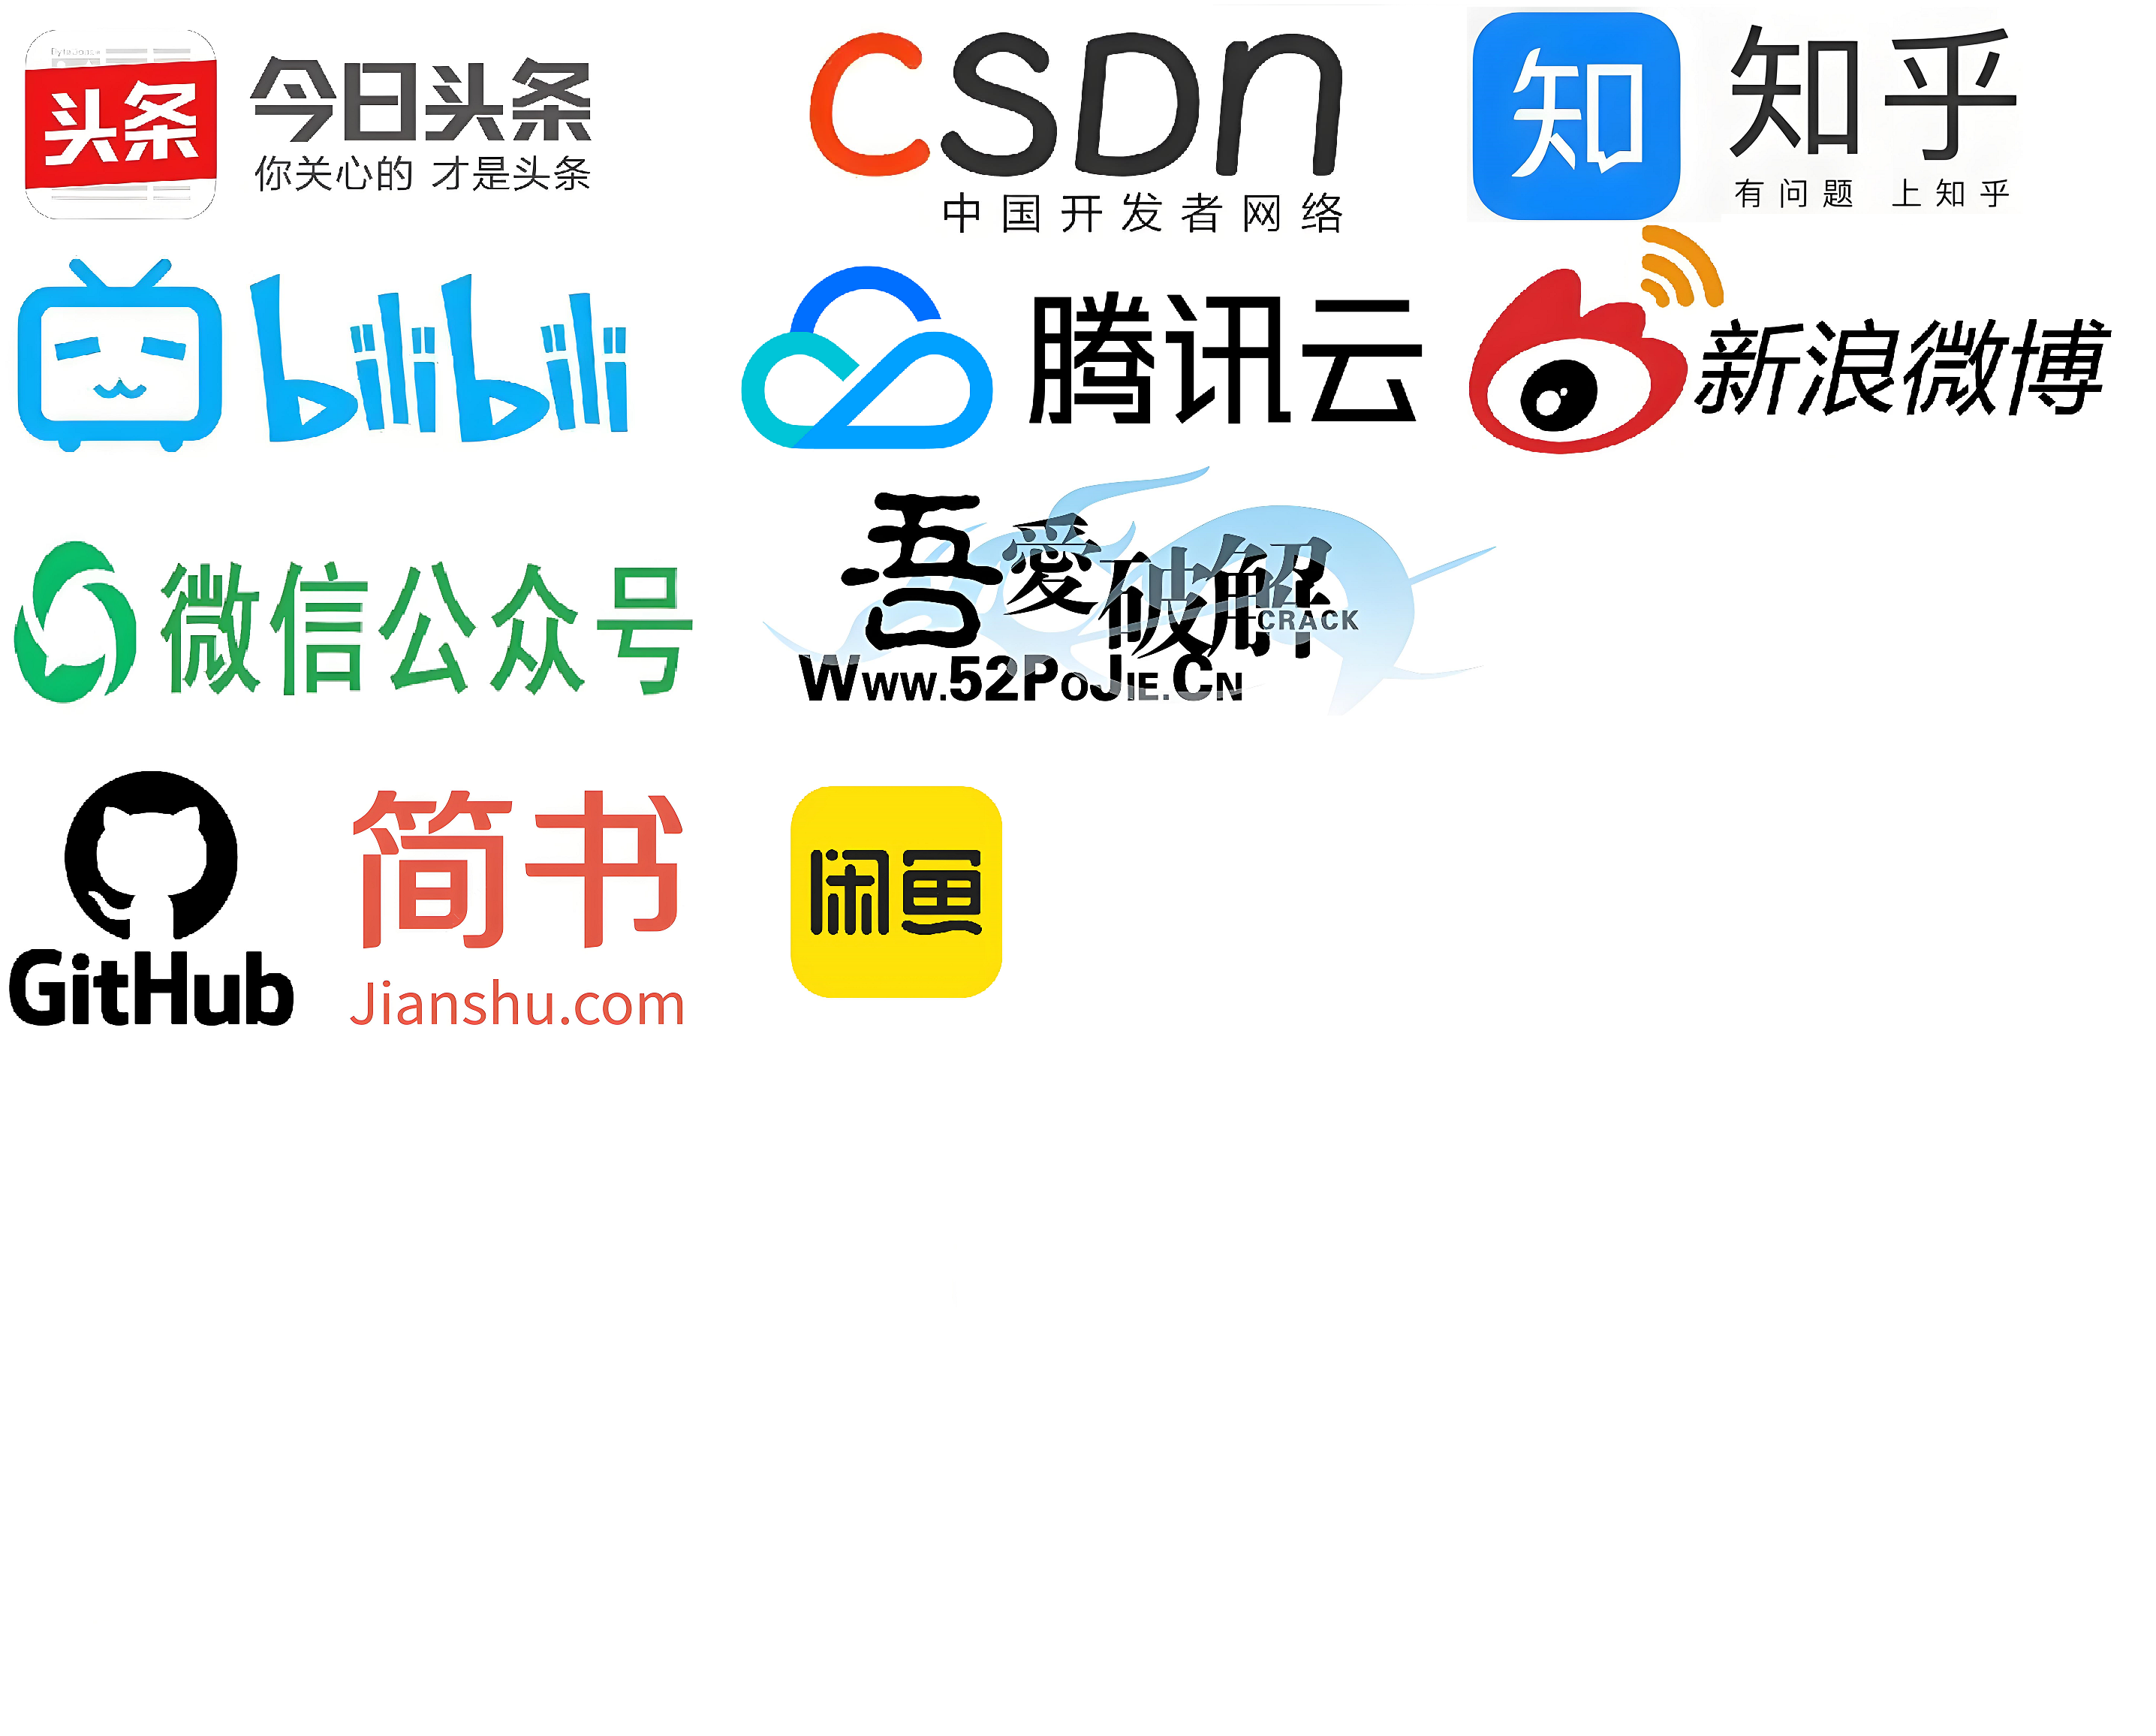 ByteDance
头条
今日头条
你关心的 才是头条
CSDN
中国开发者网络
知
知乎
有问题 上知乎
bilibili
腾讯云
新浪微博
微信公众号
吾愛破解
CRACK
Www.52PoJie.Cn
GitHub
简书
Jianshu.com
闲鱼